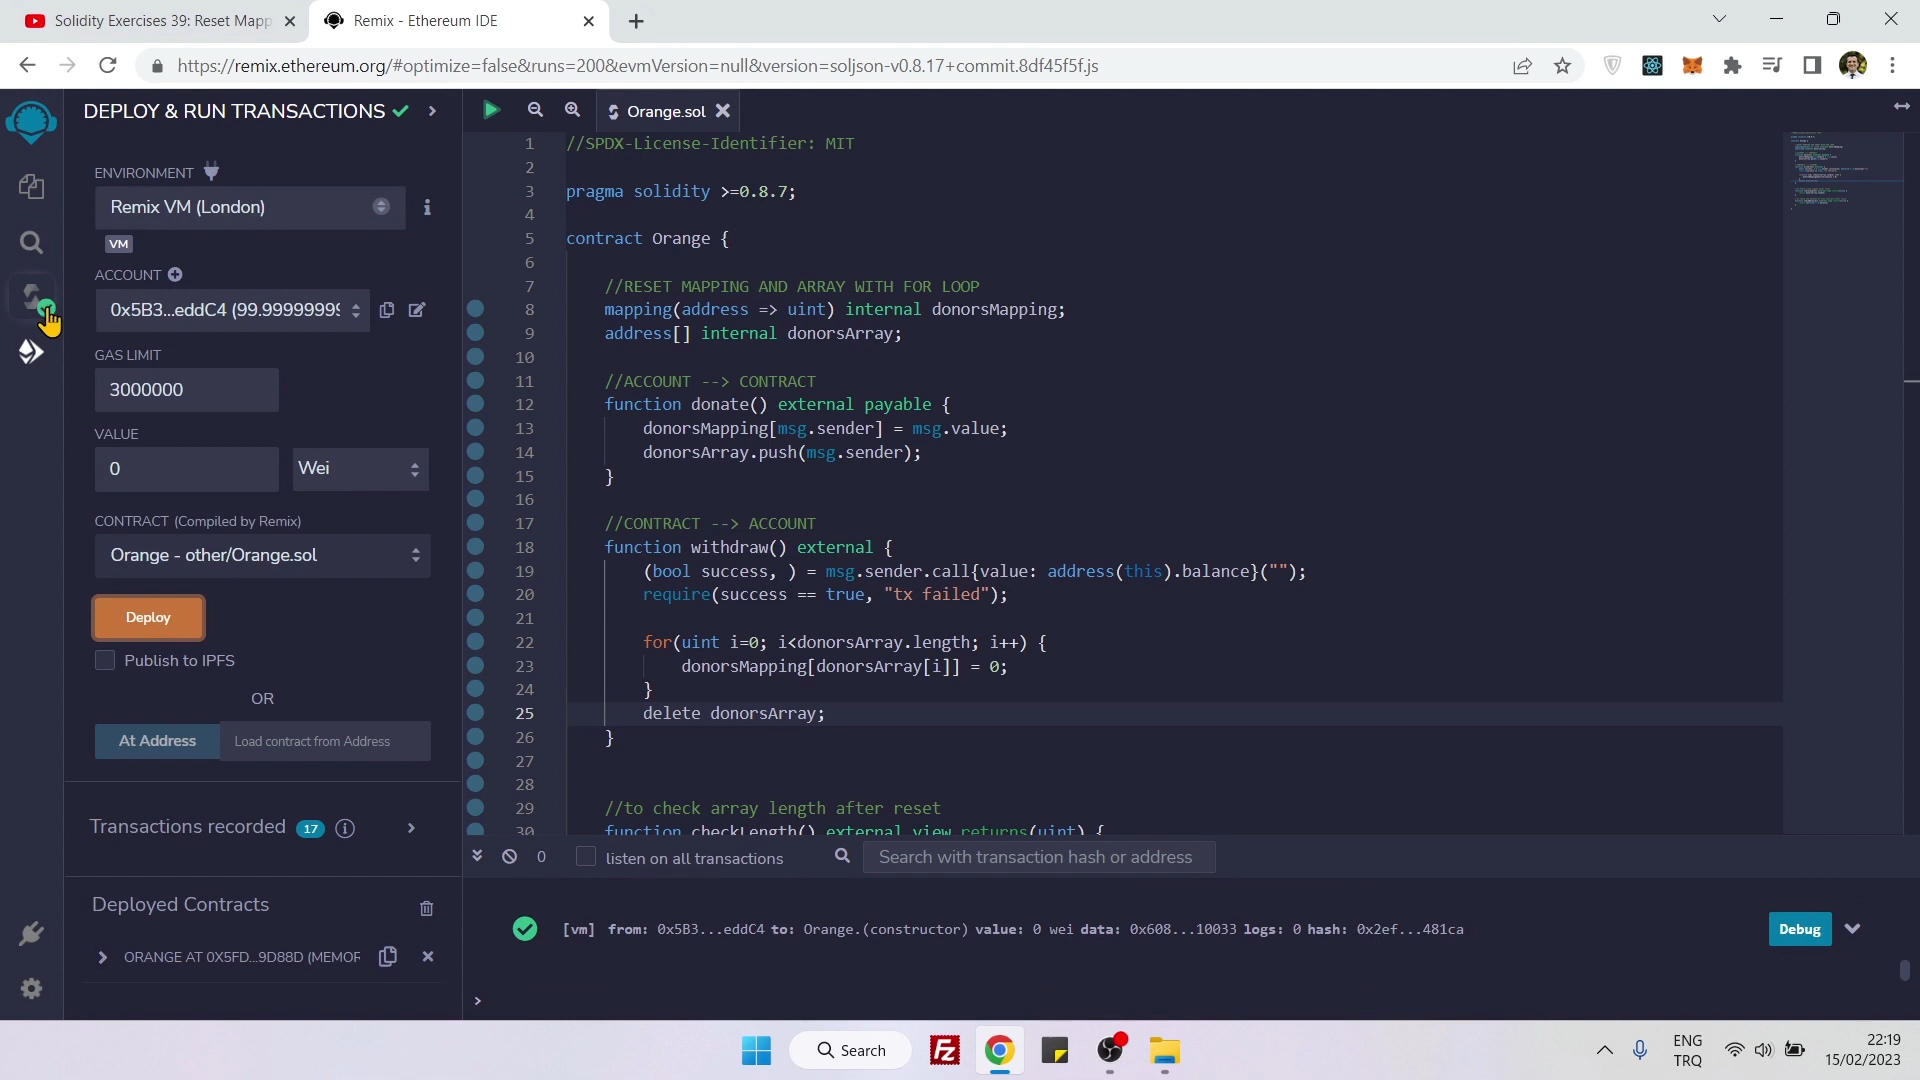 Solidity Exercises 39: Reset Mapp
Remix - Ethereum IDE
https://remix.ethereum.org/#optimize=false&runs=200&evmVersion=null&version=soljson-v0.8.17+commit.8df45f5f.js
DEPLOY & RUN TRANSACTIONS
ENVIRONMENT
Remix VM (London)
VM
ACCOUNT
0x5B3...eddC4 (99.99999999
GAS LIMIT
3000000
VALUE
0
Wei
CONTRACT (Compiled by Remix)
Orange - other/Orange.sol
Deploy
Publish to IPFS
OR
At Address
Load contract from Address
Transactions recorded 17
Deployed Contracts
ORANGE AT 0X5FD...9D88D (MEMOR
Orange.sol
1 //SPDX-License-Identifier: MIT
2
3 pragma solidity >=0.8.7;
4
5 contract Orange {
6
7 //RESET MAPPING AND ARRAY WITH FOR LOOP
8 mapping(address => uint) internal donorsMapping;
9 address[] internal donorsArray;
10
11 //ACCOUNT --> CONTRACT
12 function donate() external payable {
13 donorsMapping[msg.sender] = msg.value;
14 donorsArray.push(msg.sender);
15 }
16
17 //CONTRACT --> ACCOUNT
18 function withdraw() external {
19 (bool success, ) = msg.sender.call{value: address(this).balance}("");
20 require(success == true, "tx failed");
21
22 for(uint i=0; i<donorsArray.length; i++) {
23 donorsMapping[donorsArray[i]] = 0;
24 }
25 delete donorsArray;
26 }
27
28
29 //to check array length after reset
30 function checkLength() external view returns(uint) {
0
listen on all transactions
Search with transaction hash or address
[vm] from: 0x5B3...eddC4 to: Orange.(constructor) value: 0 wei data: 0x608...10033 logs: 0 hash: 0x2ef...481ca
Debug
>
Search
Fz
ENG
TRQ
22:19
15/02/2023